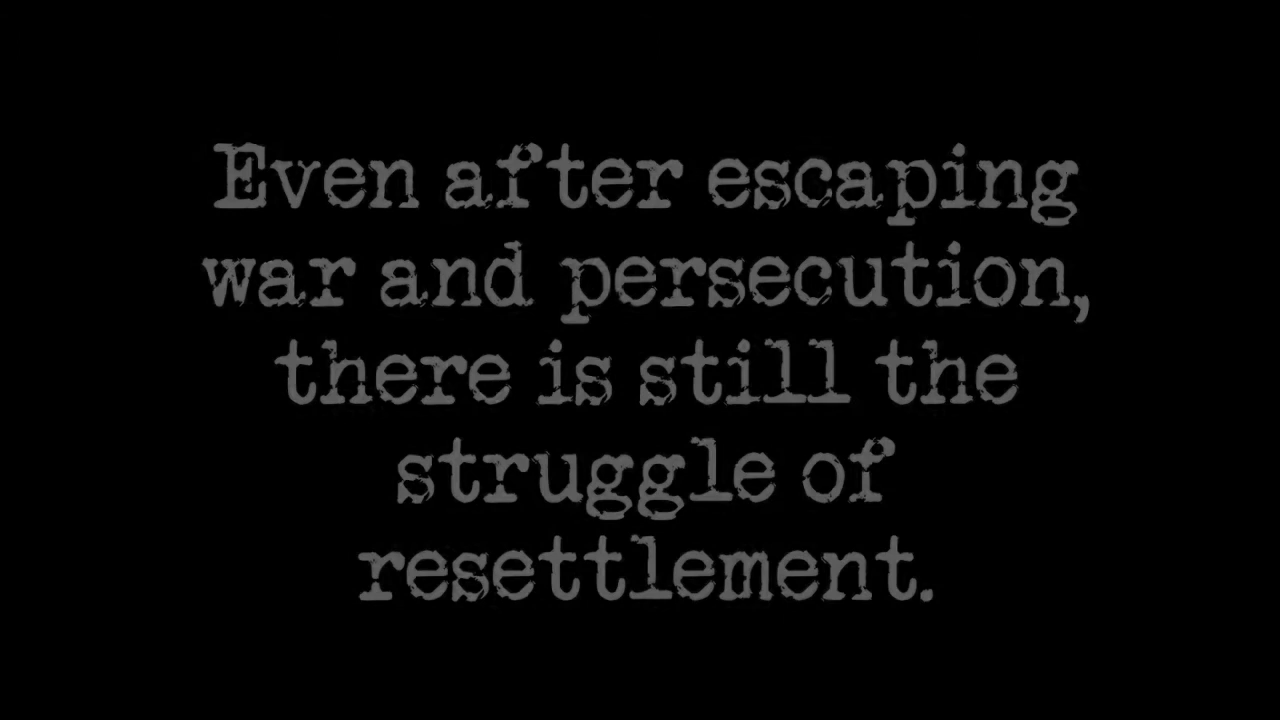 Even after escaping
war and persecution,
there is still the
struggle of
resettlement.